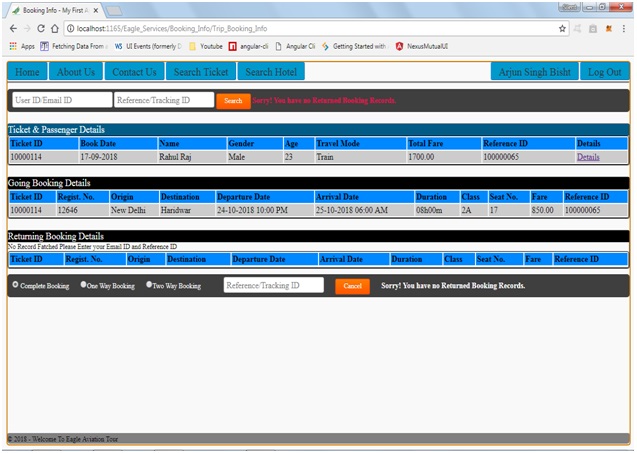 Booking Info - My First A
localhost:1165/Eagle_Services/Booking_Info/Trip_Booking_Info
Apps Fetching Data From WS UI Events (formerly D Youtube angular-cli Angular Cli Getting Started with NexusMutualUI
Home About Us Contact Us Search Ticket Search Hotel Arjun Singh Bisht Log Out
User ID/Email ID Reference/Tracking ID Search Sorry! You have no Returned Booking Records.
Ticket & Passenger Details
Ticket ID Book Date Name Gender Age Travel Mode Total Fare Reference ID Details
10000114 17-09-2018 Rahul Raj Male 23 Train 1700.00 100000065 Details
Going Booking Details
Ticket ID Regist. No. Origin Destination Departure Date Arrival Date Duration Class Seat No. Fare Reference ID
10000114 12646 New Delhi Haridwar 24-10-2018 10:00 PM 25-10-2018 06:00 AM 08h00m 2A 17 850.00 100000065
Returning Booking Details
No Record Fatched Please Enter your Email ID and Reference ID
Ticket ID Regist. No. Origin Destination Departure Date Arrival Date Duration Class Seat No. Fare Reference ID
Complete Booking One Way Booking Two Way Booking Reference/Tracking ID Cancel Sorry! You have no Returned Booking Records.
© 2018 - Welcome To Eagle Aviation Tour